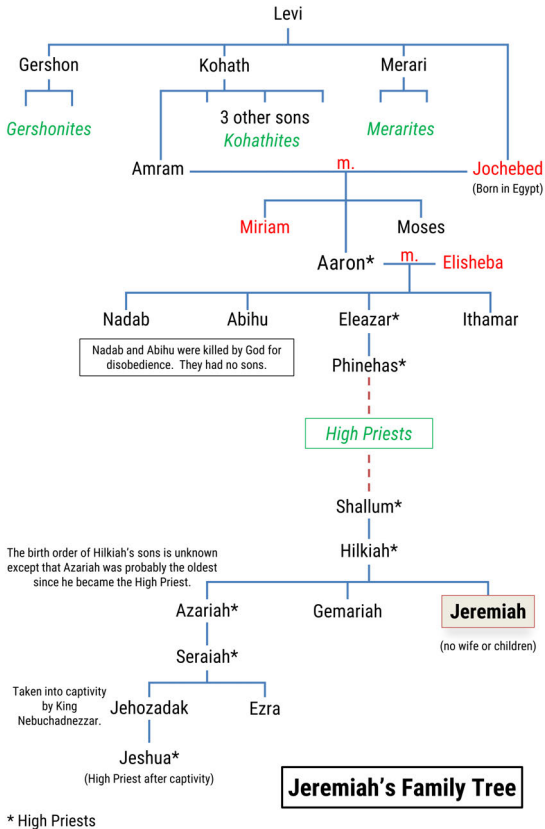 Levi
Gershon
Kohath
Merari
Gershonites
3 other sons
Kohathites
Merarites
Amram
m.
Jochebed
(Born in Egypt)
Miriam
Moses
Aaron*
m.
Elisheba
Nadab
Abihu
Eleazar*
Ithamar
Nadab and Abihu were killed by God for
disobedience. They had no sons.
Phinehas*
High Priests
Shallum*
Hilkiah*
The birth order of Hilkiah's sons is unknown
except that Azariah was probably the oldest
since he became the High Priest.
Azariah*
Gemariah
Jeremiah
(no wife or children)
Seraiah*
Taken into captivity
by King
Nebuchadnezzar.
Jehozadak
Ezra
Jeshua*
(High Priest after captivity)
Jeremiah's Family Tree
* High Priests